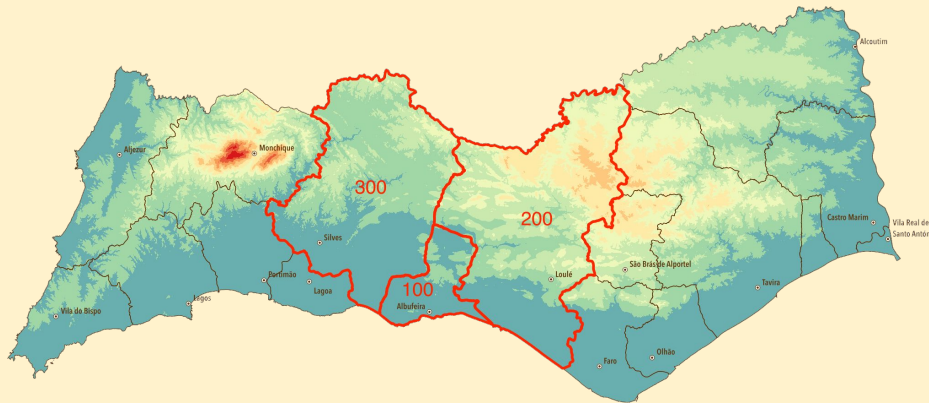 Alcoutim
Aljezur
Monchique
300
200
Castro Marim
Vila Real de
Santo Antón
Silves
São Brás de Alportel
Loulé
Portimão
Lagoa
100
Tavira
Lagos
Albufeira
Vila do Bispo
Olhão
Faro